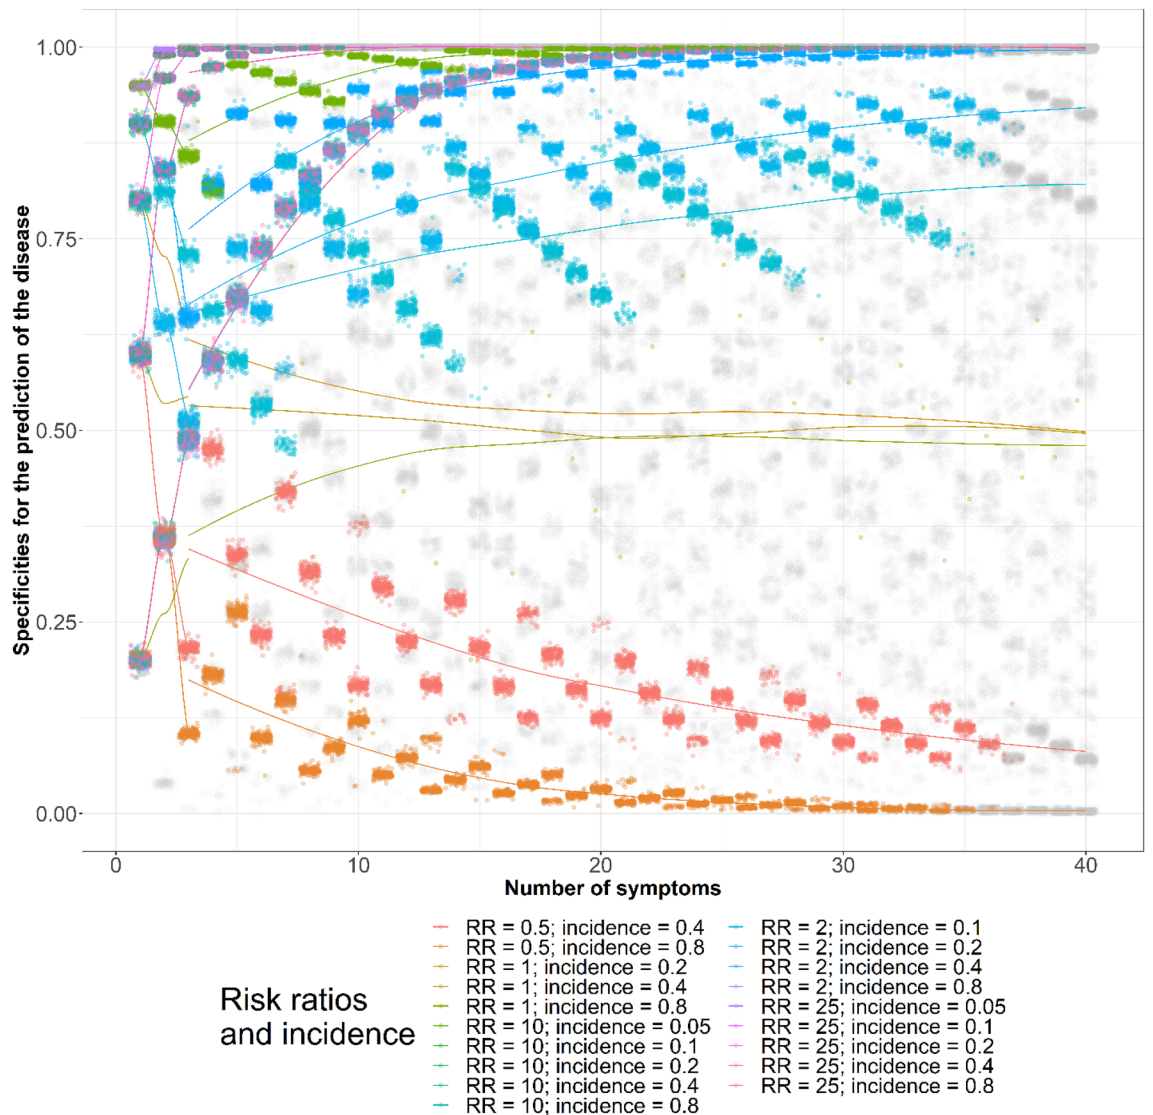 1.00
0.75
0.50
0.25
0.00
Specificities for the prediction of the disease
0 10 20 30 40
Number of symptoms
Risk ratios
and incidence
RR = 0.5; incidence = 0.4
RR = 0.5; incidence = 0.8
RR = 1; incidence = 0.2
RR = 1; incidence = 0.4
RR = 1; incidence = 0.8
RR = 10; incidence = 0.05
RR = 10; incidence = 0.1
RR = 10; incidence = 0.2
RR = 10; incidence = 0.4
RR = 10; incidence = 0.8
RR = 2; incidence = 0.1
RR = 2; incidence = 0.2
RR = 2; incidence = 0.4
RR = 2; incidence = 0.8
RR = 25; incidence = 0.05
RR = 25; incidence = 0.1
RR = 25; incidence = 0.2
RR = 25; incidence = 0.4
RR = 25; incidence = 0.8